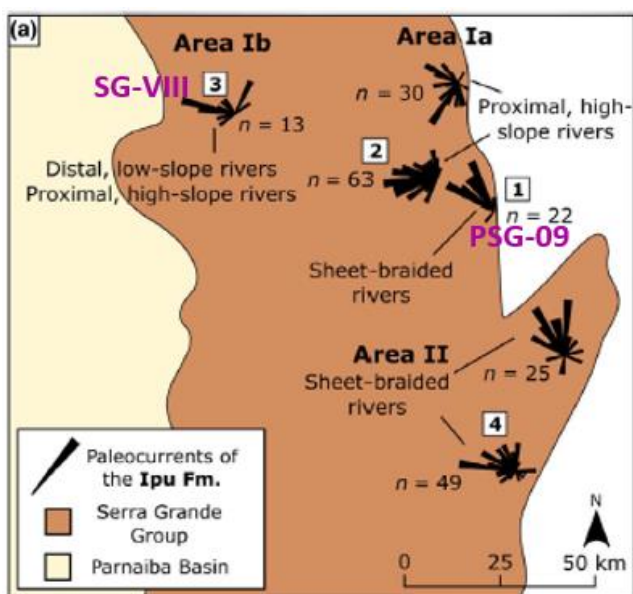 (a)
Area Ib
Area Ia
SG-VIII
3
n = 13
n = 30
Proximal, high-
slope rivers
Distal, low-slope rivers
Proximal, high-slope rivers
2
n = 63
1
n = 22
PSG-09
Sheet-braided
rivers
Area II
n = 25
Sheet-braided
rivers
4
n = 49
Paleocurrents of
the Ipu Fm.
Serra Grande
Group
Parnaiba Basin
N
0 25 50 km